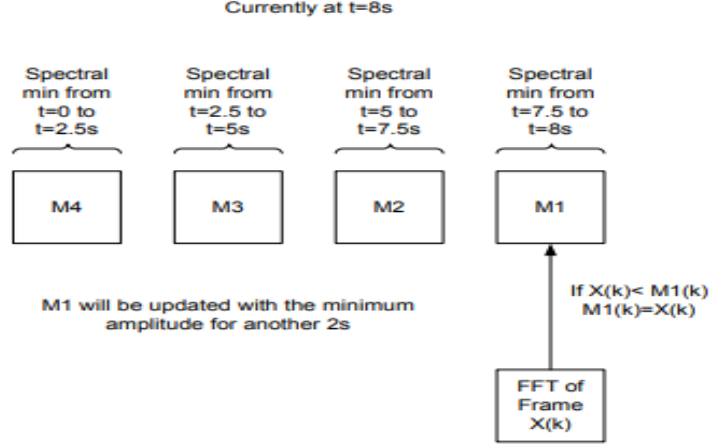 Currently at t=8s
Spectral
min from
t=0 to
t=2.5s
Spectral
min from
t=2.5 to
t=5s
Spectral
min from
t=5 to
t=7.5s
Spectral
min from
t=7.5 to
t=8s
M4
M3
M2
M1
If X(k)< M1(k)
M1(k)=X(k)
M1 will be updated with the minimum
amplitude for another 2s
FFT of
Frame
X(k)